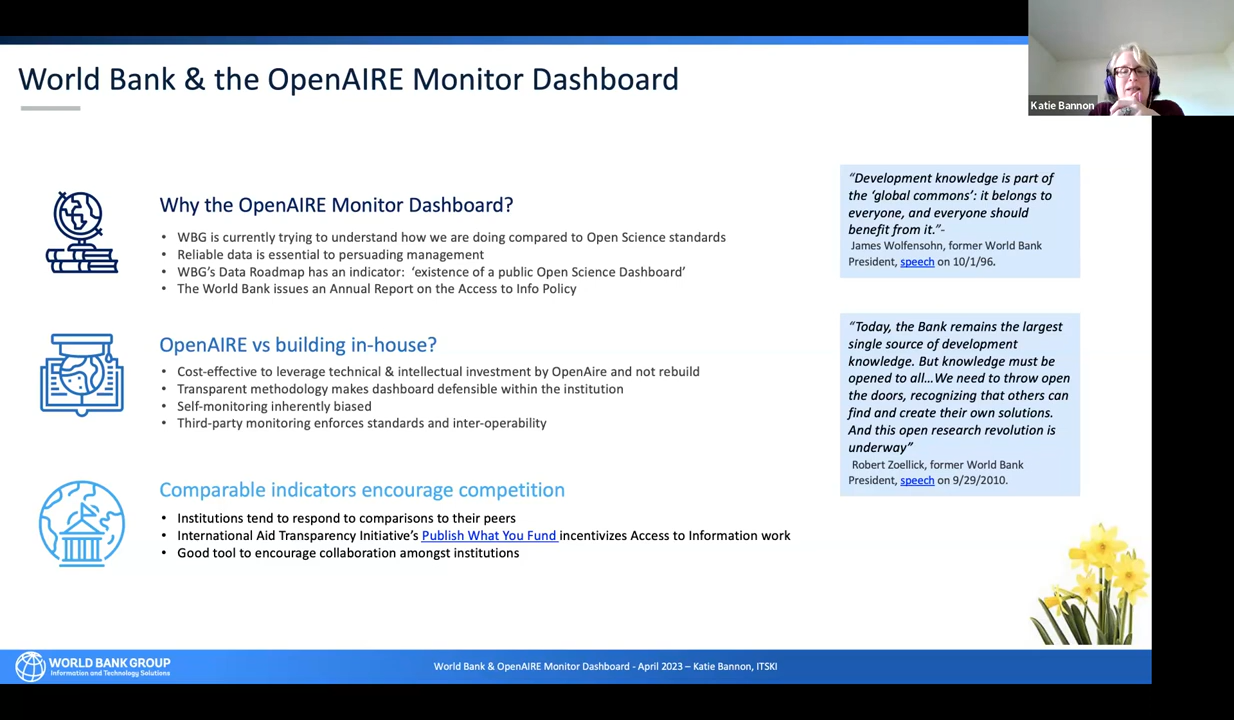 World Bank & the OpenAIRE Monitor Dashboard
Katie Bannon
Why the OpenAIRE Monitor Dashboard?
• WBG is currently trying to understand how we are doing compared to Open Science standards
• Reliable data is essential to persuading management
• WBG's Data Roadmap has an indicator: 'existence of a public Open Science Dashboard'
• The World Bank issues an Annual Report on the Access to Info Policy
OpenAIRE vs building in-house?
• Cost-effective to leverage technical & intellectual investment by OpenAire and not rebuild
• Transparent methodology makes dashboard defensible within the institution
• Self-monitoring inherently biased
• Third-party monitoring enforces standards and inter-operability
Comparable indicators encourage competition
• Institutions tend to respond to comparisons to their peers
• International Aid Transparency Initiative's Publish What You Fund incentivizes Access to Information work
• Good tool to encourage collaboration amongst institutions
"Development knowledge is part of
the 'global commons': it belongs to
everyone, and everyone should
benefit from it."-
James Wolfensohn, former World Bank
President, speech on 10/1/96.
"Today, the Bank remains the largest
single source of development
knowledge. But knowledge must be
opened to all...We need to throw open
the doors, recognizing that others can
find and create their own solutions.
And this open research revolution is
underway"
Robert Zoellick, former World Bank
President, speech on 9/29/2010.
WORLD BANK GROUP
Information and Technology Solutions
World Bank & OpenAIRE Monitor Dashboard - April 2023 – Katie Bannon, ITSKI